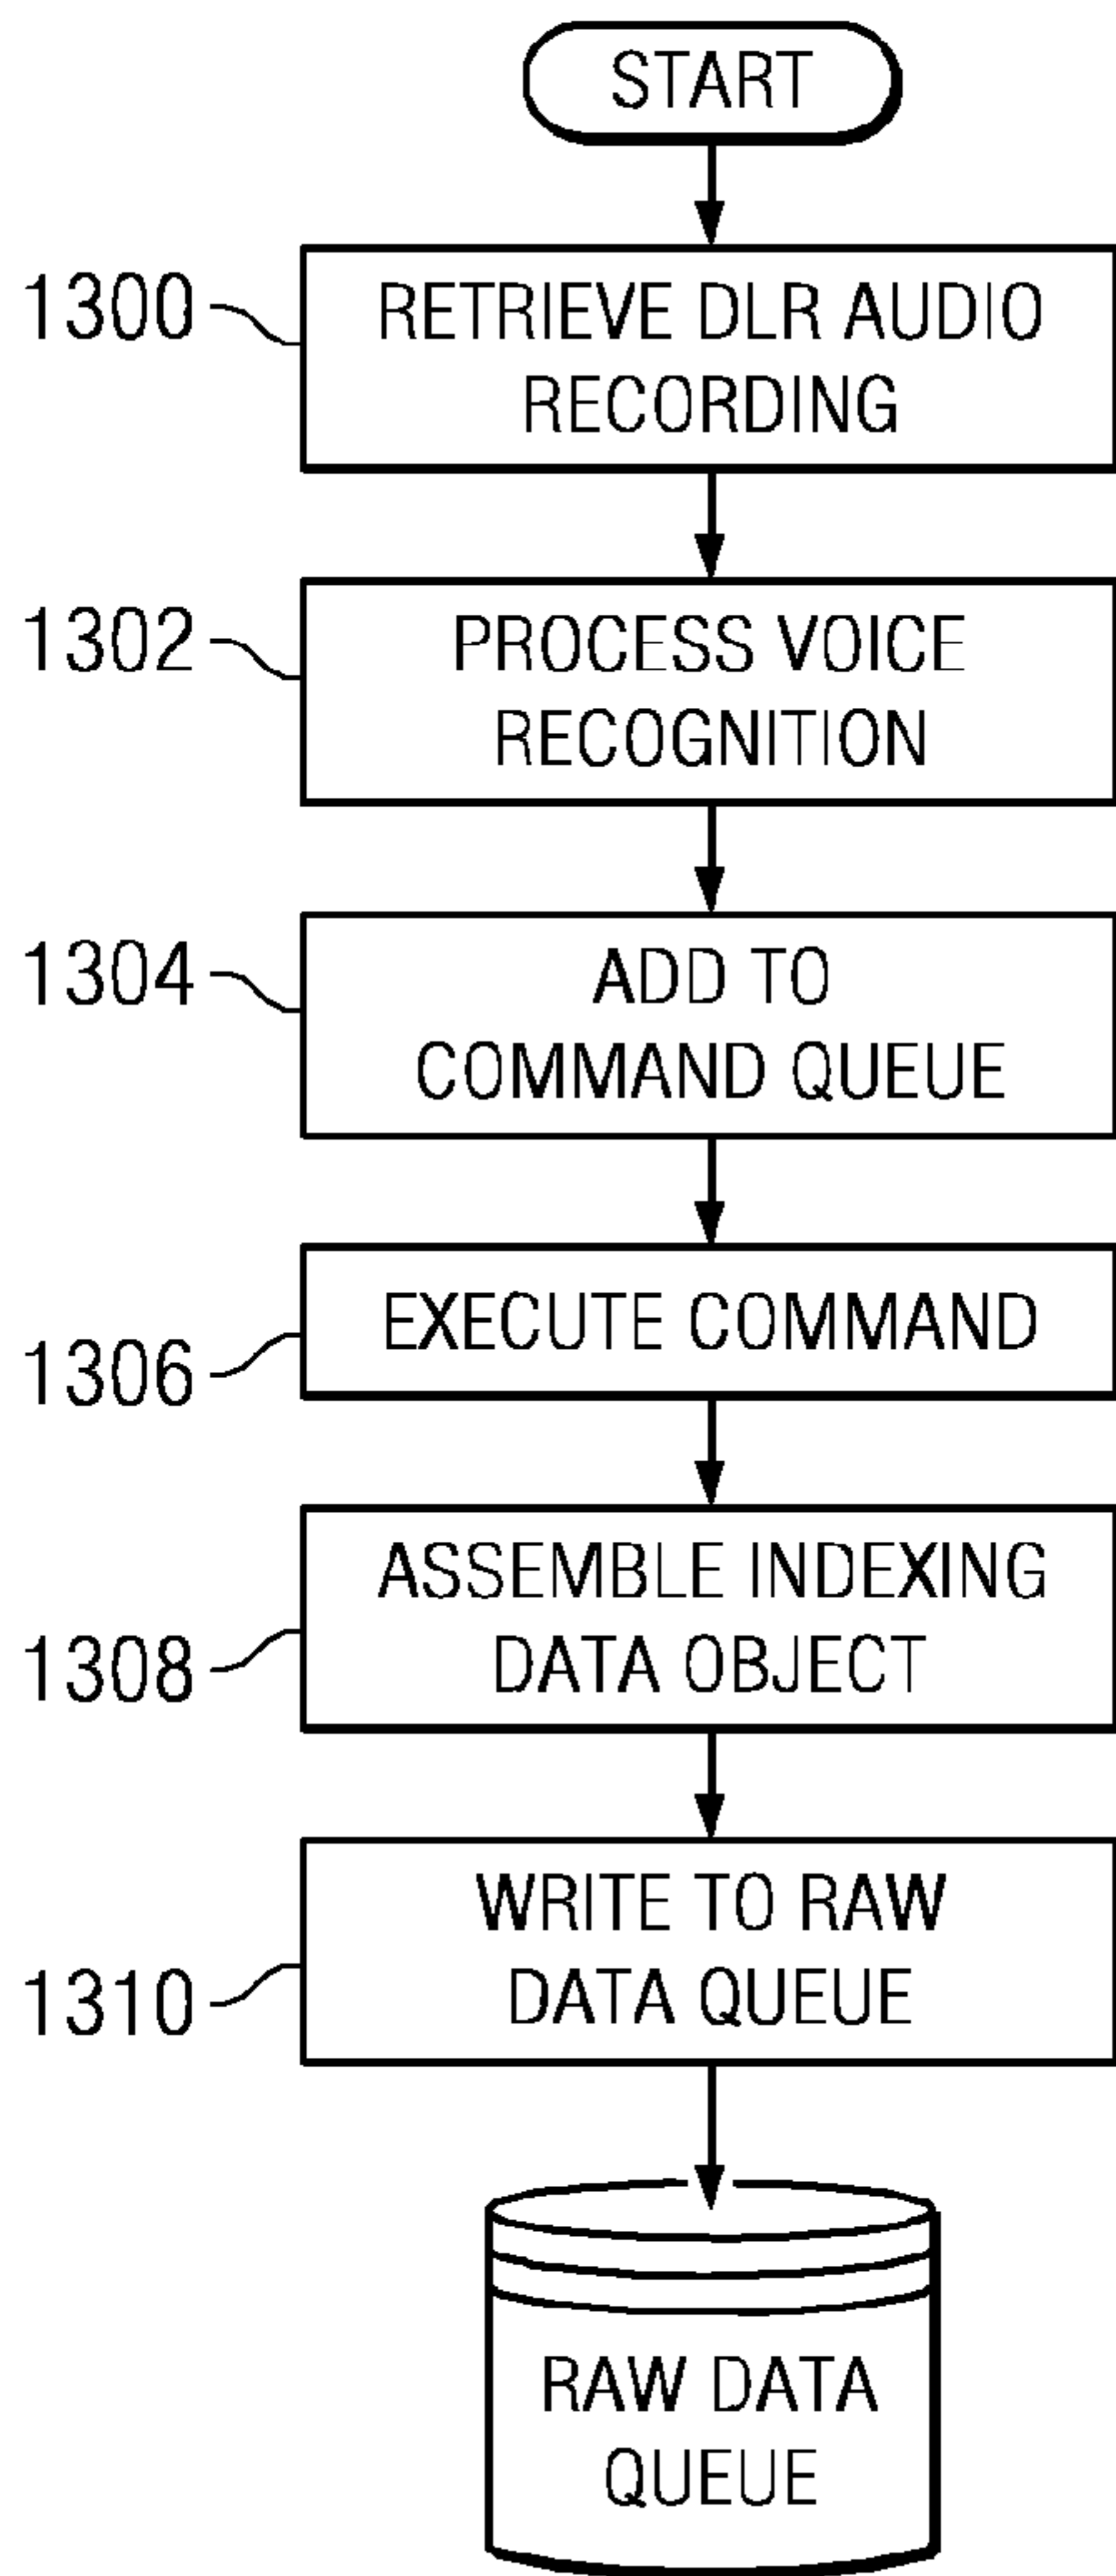 START
1300
RETRIEVE DLR AUDIO
RECORDING
1302
PROCESS VOICE
RECOGNITION
1304
ADD TO
COMMAND QUEUE
1306
EXECUTE COMMAND
1308
ASSEMBLE INDEXING
DATA OBJECT
1310
WRITE TO RAW
DATA QUEUE
RAW DATA
QUEUE